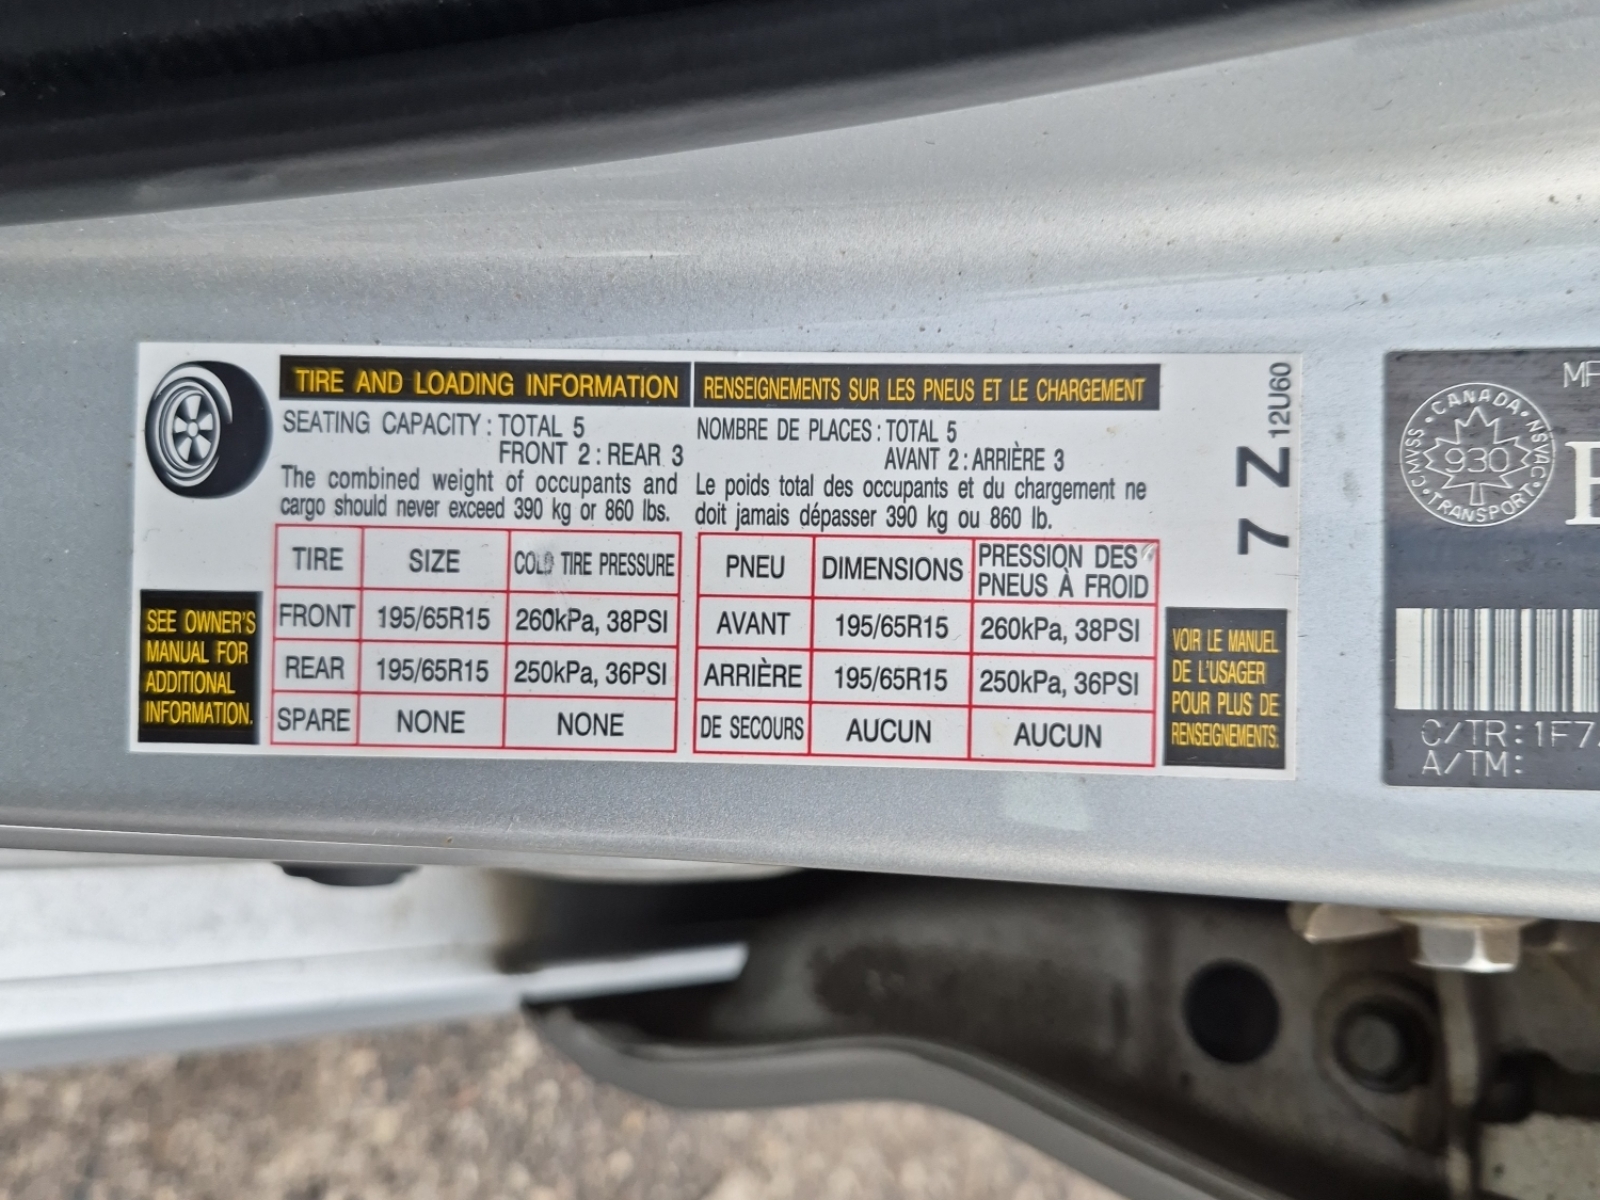 TIRE AND LOADING INFORMATION
SEATING CAPACITY : TOTAL 5
FRONT 2 : REAR 3
The combined weight of occupants and
cargo should never exceed 390 kg or 860 lbs.
TIRE SIZE COLD TIRE PRESSURE
FRONT 195/65R15 260kPa, 38PSI
REAR 195/65R15 250kPa, 36PSI
SPARE NONE NONE
SEE OWNER'S
MANUAL FOR
ADDITIONAL
INFORMATION.
RENSEIGNEMENTS SUR LES PNEUS ET LE CHARGEMENT
NOMBRE DE PLACES : TOTAL 5
AVANT 2 : ARRIÈRE 3
Le poids total des occupants et du chargement ne
doit jamais dépasser 390 kg ou 860 lb.
PNEU DIMENSIONS PRESSION DES
PNEUS À FROID
AVANT 195/65R15 260kPa, 38PSI
ARRIÈRE 195/65R15 250kPa, 36PSI
DE SECOURS AUCUN AUCUN
VOIR LE MANUEL
DE L'USAGER
POUR PLUS DE
RENSEIGNEMENTS.
7 Z 12U60
CANADA
CMVSS 930 NSVAC
TRANSPORT
C/TR: 1F7
A/TM: